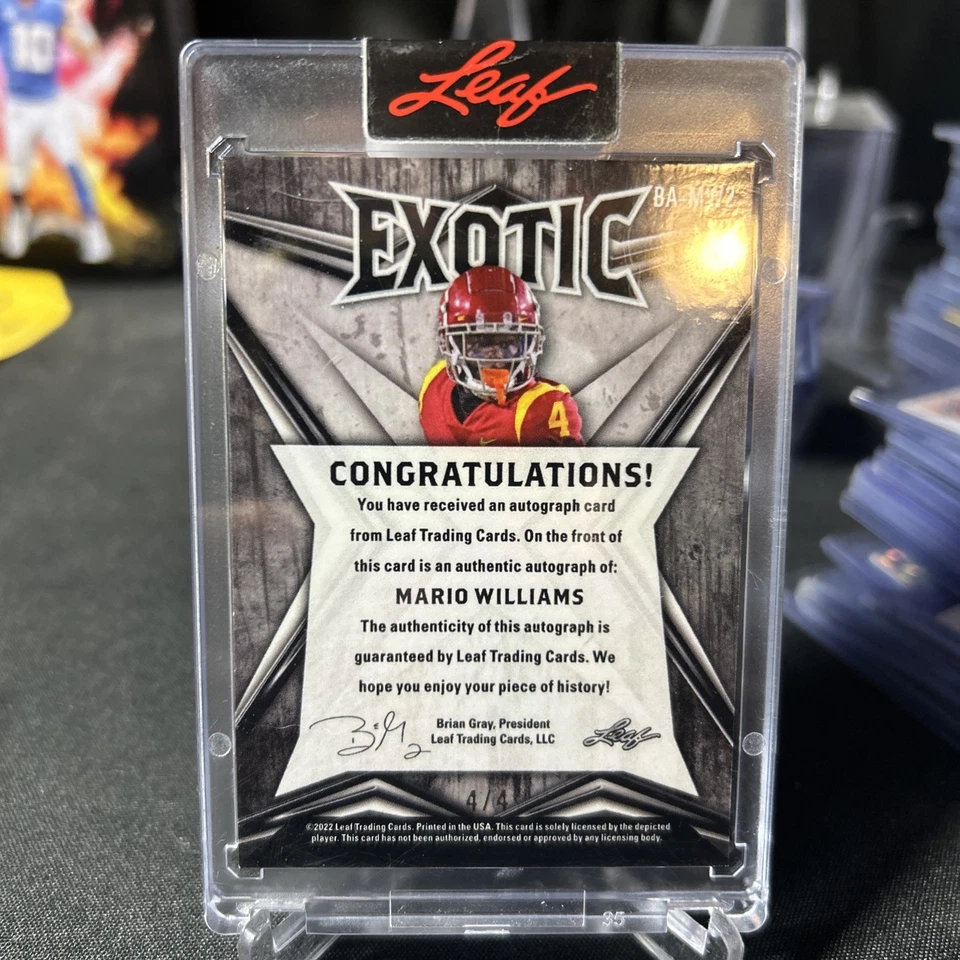 Leaf
10
EXOTIC
BA-MW2
4
CONGRATULATIONS!
You have received an autograph card
from Leaf Trading Cards. On the front of
this card is an authentic autograph of:
MARIO WILLIAMS
The authenticity of this autograph is
guaranteed by Leaf Trading Cards. We
hope you enjoy your piece of history!
Brian Gray, President
Leaf Trading Cards, LLC
Leaf
4/4
©2022 Leaf Trading Cards. Printed in the USA. This card is solely licensed by the depicted
player. This card has not been authorized, endorsed or approved by any licensing body.
35